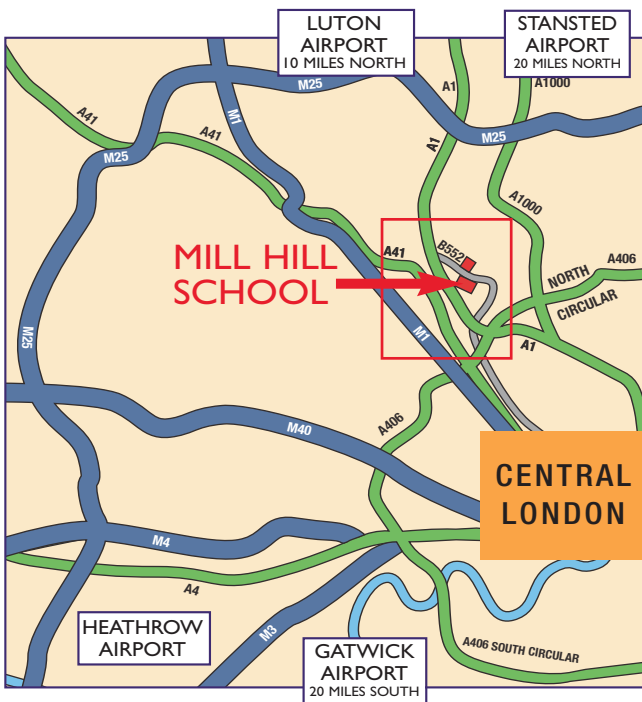 LUTON
AIRPORT
10 MILES NORTH
STANSTED
AIRPORT
20 MILES NORTH
A41
M1
M25
A1
A1000
A41
A1
M25
M25
A1000
B552
A41
A406
MILL HILL
SCHOOL
NORTH
CIRCULAR
M1
A1
M25
A406
M40
CENTRAL
LONDON
M4
A4
HEATHROW
AIRPORT
M3
GATWICK
AIRPORT
20 MILES SOUTH
A406 SOUTH CIRCULAR